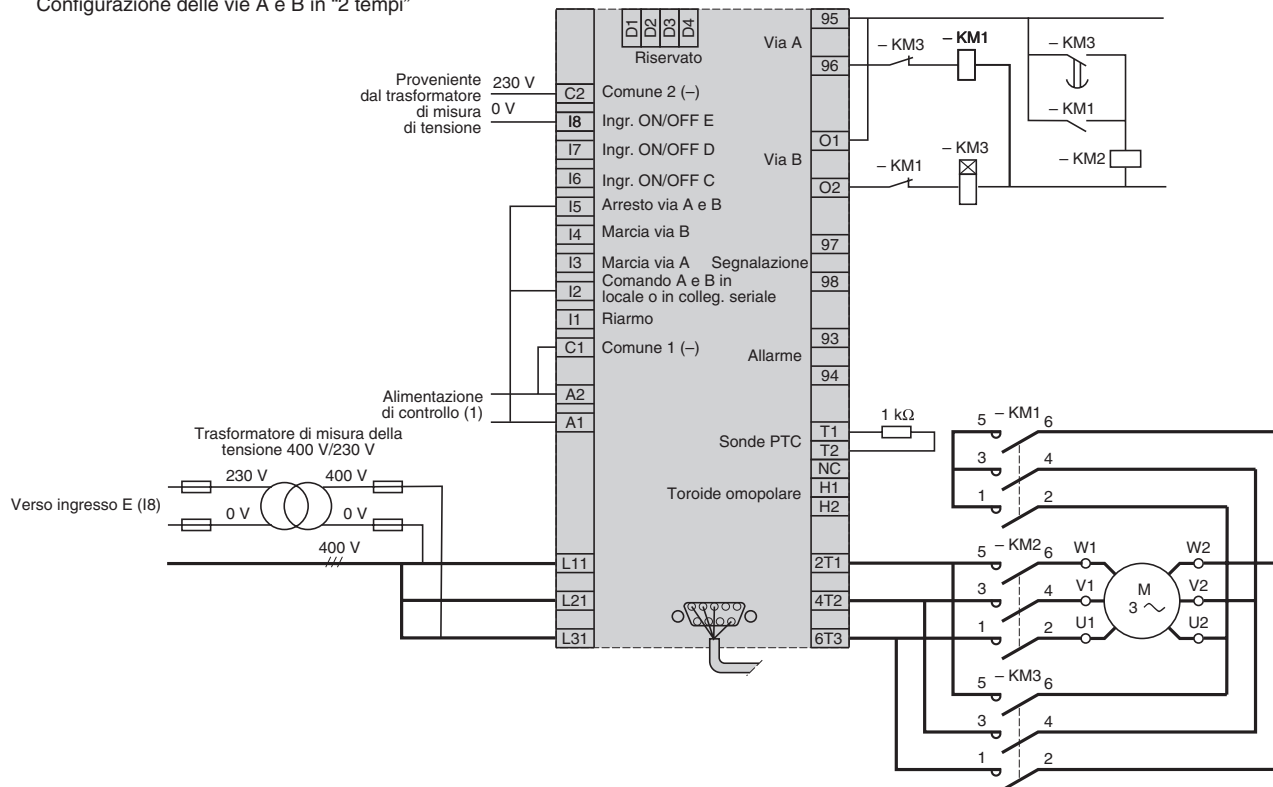 Configurazione delle vie A e B in “2 tempi”
D1
D2
D3
D4
Riservato
Via A
95
96
– KM3
– KM1
– KM3
– KM1
– KM2
Proveniente
dal trasformatore
di misura
di tensione
230 V
0 V
C2 Comune 2 (–)
I8 Ingr. ON/OFF E
I7 Ingr. ON/OFF D
I6 Ingr. ON/OFF C
I5 Arresto via A e B
I4 Marcia via B
I3 Marcia via A
I2 Comando A e B in
locale o in colleg. seriale
I1 Riarmo
C1 Comune 1 (–)
A2
A1
Via B
O1
O2
– KM1
– KM3
Segnalazione
97
98
Allarme
93
94
Alimentazione
di controllo (1)
Sonde PTC
T1
T2
1 kΩ
NC
Toroide omopolare
H1
H2
Trasformatore di misura della
tensione 400 V/230 V
230 V
400 V
Verso ingresso E (I8)
0 V
0 V
400 V
L11
L21
L31
2T1
4T2
6T3
5 – KM1 6
3 4
1 2
5 – KM2 6
3 4
1 2
W1
V1
U1
M
3
W2
V2
U2
5 – KM3 6
3 4
1 2